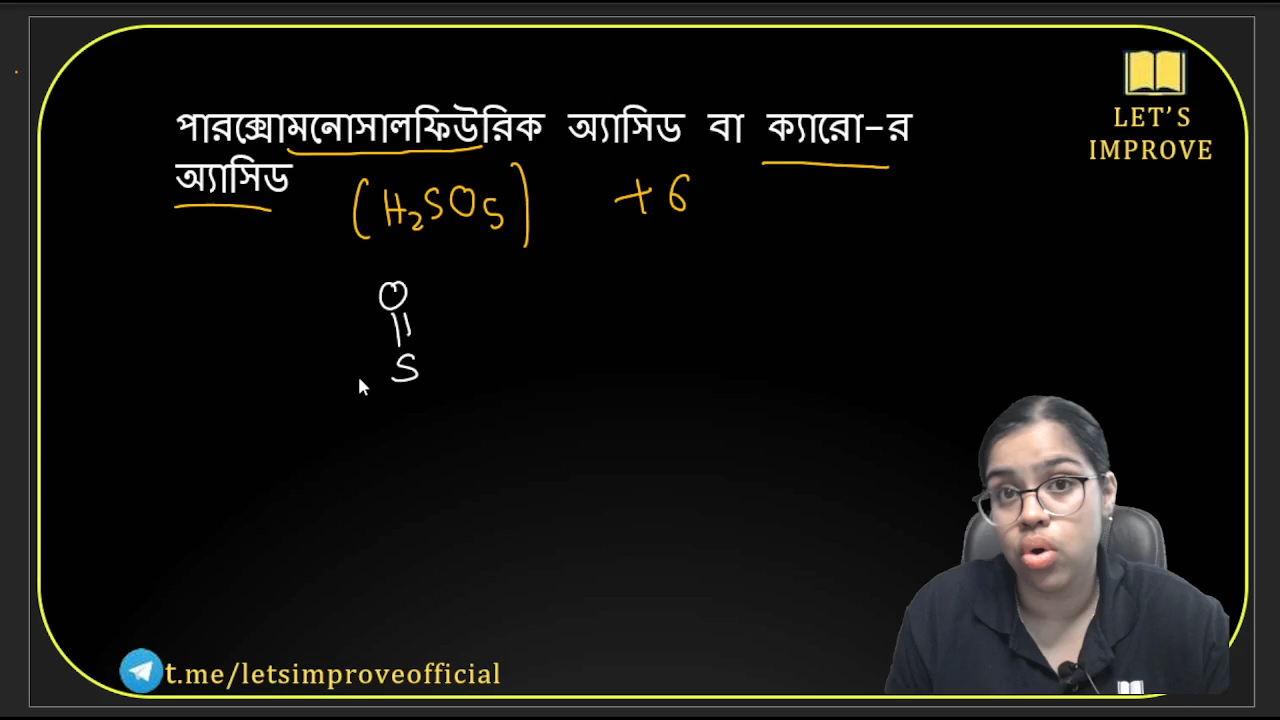 LET'S
IMPROVE
পারক্সোমনোসালফিউরিক অ্যাসিড বা ক্যারো-র
অ্যাসিড (H₂SO₅) +6
O
||
S
t.me/letsimproveofficial